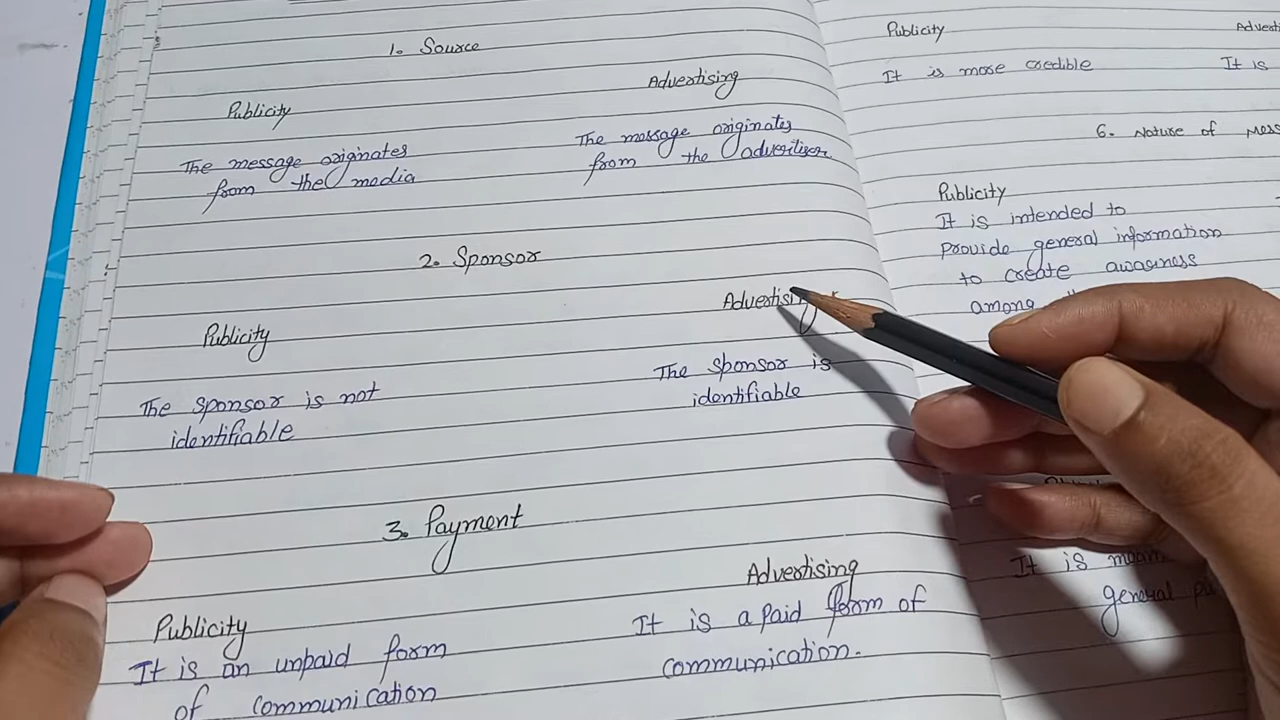 1. Source
Publicity
Advertising
The message originates
from the media
The message originates
from the advertiser.
2. Sponsor
Publicity
Advertising
The sponsor is not
identifiable
The sponsor is
identifiable
3. Payment
Publicity
Advertising
It is an unpaid form
of communication
It is a paid form of
communication.
Publicity
It is more credible
It is
6. Nature of
Publicity
It is intended to
provide general information
to create
among
It is
general